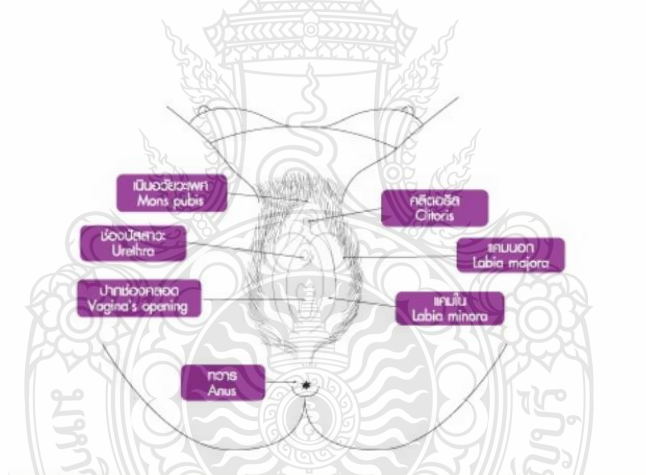 เนินอวัยวะเพศ
Mons pubis
คลิตอริส
Clitoris
ช่องปัสสาวะ
Urethra
แคมนอก
Labia majora
ปากช่องคลอด
Vagina's opening
แคมใน
Labia minora
ทวาร
Anus